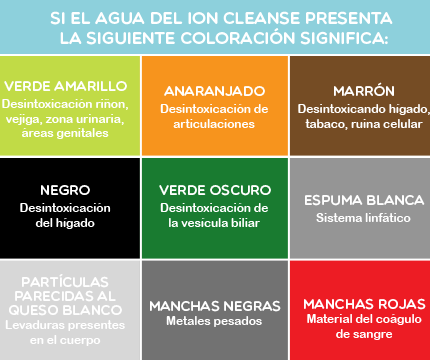 SI EL AGUA DEL ION CLEANSE PRESENTA
LA SIGUIENTE COLORACIÓN SIGNIFICA:
VERDE AMARILLO
Desintoxicación riñon,
vejiga, zona urinaria,
áreas genitales
ANARANJADO
Desintoxicación de
articulaciones
MARRÓN
Desintoxicando hígado,
tabaco, ruina celular
NEGRO
Desintoxicación
del hígado
VERDE OSCURO
Desintoxicación de
la vesícula biliar
ESPUMA BLANCA
Sistema linfático
PARTÍCULAS
PARECIDAS AL
QUESO BLANCO
Levaduras presentes
en el cuerpo
MANCHAS NEGRAS
Metales pesados
MANCHAS ROJAS
Material del coágulo
de sangre